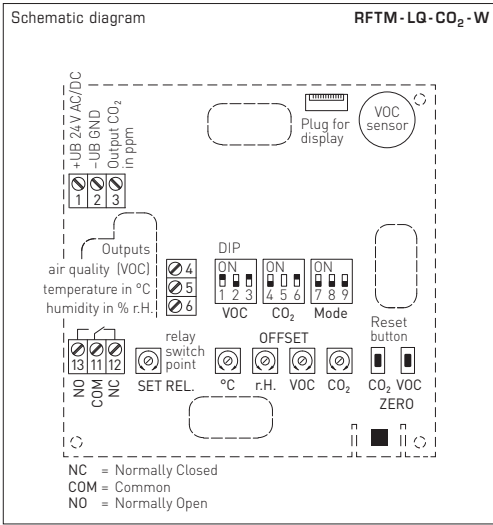 Schematic diagram RFTM-LQ-CO₂-W
+UB 24V AC/DC
–UB GND
Output CO₂
in ppm
1 2 3
Plug for
display
VOC
sensor
Outputs
air quality (VOC) 4
temperature in °C 5
humidity in % r.H. 6
DIP
ON ON ON
1 2 3 4 5 6 7 8 9
VOC CO₂ Mode
13 11 12
NO COM NC
relay
switch
point
SET REL.
OFFSET
°C r.H. VOC CO₂
Reset
button
CO₂ VOC
ZERO
NC = Normally Closed
COM = Common
NO = Normally Open